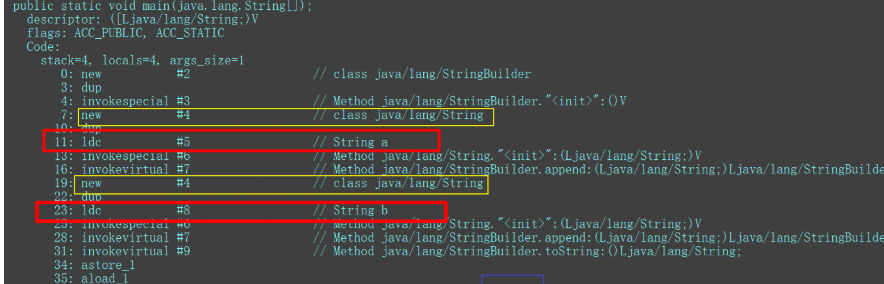 public static void main(java.lang.String[]);
descriptor: ([Ljava/lang/String;)V
flags: ACC_PUBLIC, ACC_STATIC
Code:
stack=4, locals=4, args_size=1
0: new #2 // class java/lang/StringBuilder
3: dup
4: invokespecial #3 // Method java/lang/StringBuilder."<init>":()V
7: new #4 // class java/lang/String
10: dup
11: ldc #5 // String a
13: invokespecial #6 // Method java/lang/String."<init>":(Ljava/lang/String;)V
16: invokevirtual #7 // Method java/lang/StringBuilder.append:(Ljava/lang/String;)Ljava/lang/StringBuilde
19: new #4 // class java/lang/String
22: dup
23: ldc #8 // String b
25: invokespecial #6 // Method java/lang/String."<init>":(Ljava/lang/String;)V
28: invokevirtual #7 // Method java/lang/StringBuilder.append:(Ljava/lang/String;)Ljava/lang/StringBuilde
31: invokevirtual #9 // Method java/lang/StringBuilder.toString:()Ljava/lang/String;
34: astore_1
35: aload_1